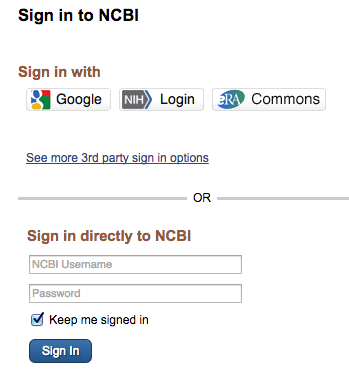 Sign in to NCBI
Sign in with
Google NIH Login eRA Commons
See more 3rd party sign in options
OR
Sign in directly to NCBI
NCBI Username
Password
Keep me signed in
Sign In